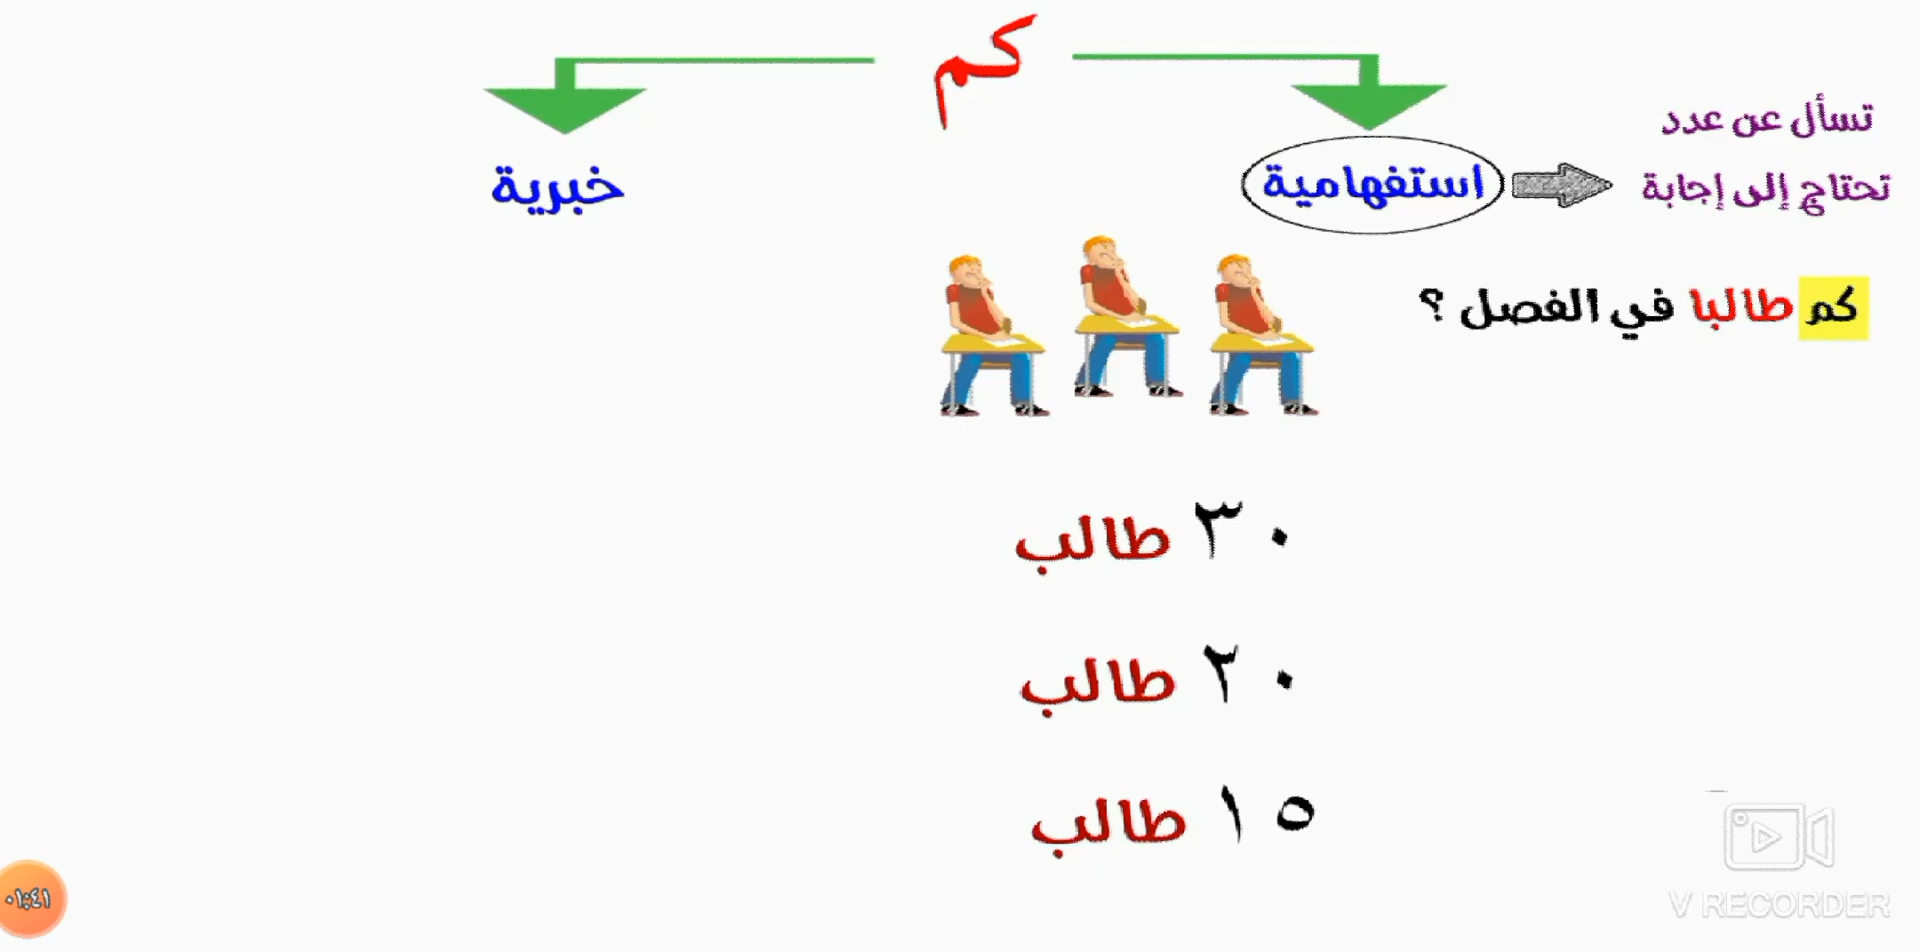 كم
استفهامية
تسأل عن عدد
تحتاج إلى إجابة
خبرية
كم طالبا في الفصل ؟
٣٠ طالب
٢٠ طالب
١٥ طالب
٠١:٤١
V RECORDER